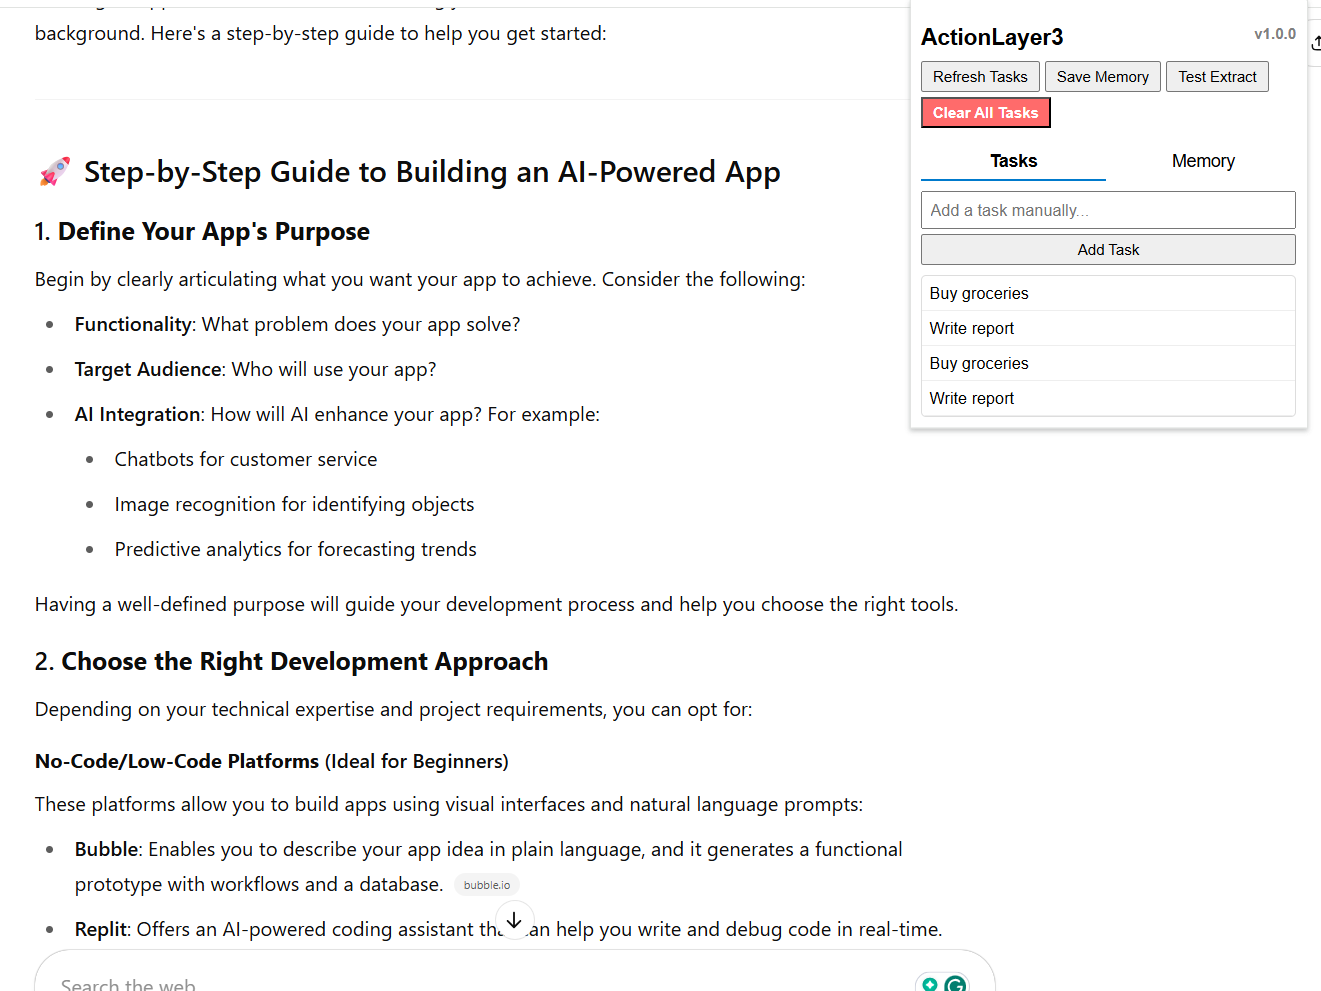 background. Here's a step-by-step guide to help you get started:
Step-by-Step Guide to Building an AI-Powered App
1. Define Your App's Purpose
Begin by clearly articulating what you want your app to achieve. Consider the following:
Functionality: What problem does your app solve?
Target Audience: Who will use your app?
AI Integration: How will AI enhance your app? For example:
Chatbots for customer service
Image recognition for identifying objects
Predictive analytics for forecasting trends
Having a well-defined purpose will guide your development process and help you choose the right tools.
2. Choose the Right Development Approach
Depending on your technical expertise and project requirements, you can opt for:
No-Code/Low-Code Platforms (Ideal for Beginners)
These platforms allow you to build apps using visual interfaces and natural language prompts:
Bubble: Enables you to describe your app idea in plain language, and it generates a functional
prototype with workflows and a database. bubble.io
Replit: Offers an AI-powered coding assistant help you write and debug code in real-time.
Search the web
ActionLayer3
v1.0.0
Refresh Tasks
Save Memory
Test Extract
Clear All Tasks
Tasks
Memory
Add a task manually...
Add Task
Buy groceries
Write report
Buy groceries
Write report